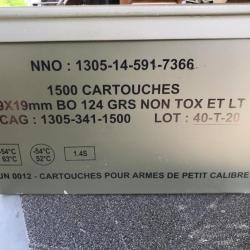 NNO : 1305-14-591-7366
1500 CARTOUCHES
9X19mm BO 124 GRS NON TOX ET LT
CAG : 1305-341-1500 LOT : 40-T-20
-54°C 63°C -54°C 52°C 1.4S
UN 0012 - CARTOUCHES POUR ARMES DE PETIT CALIBRE